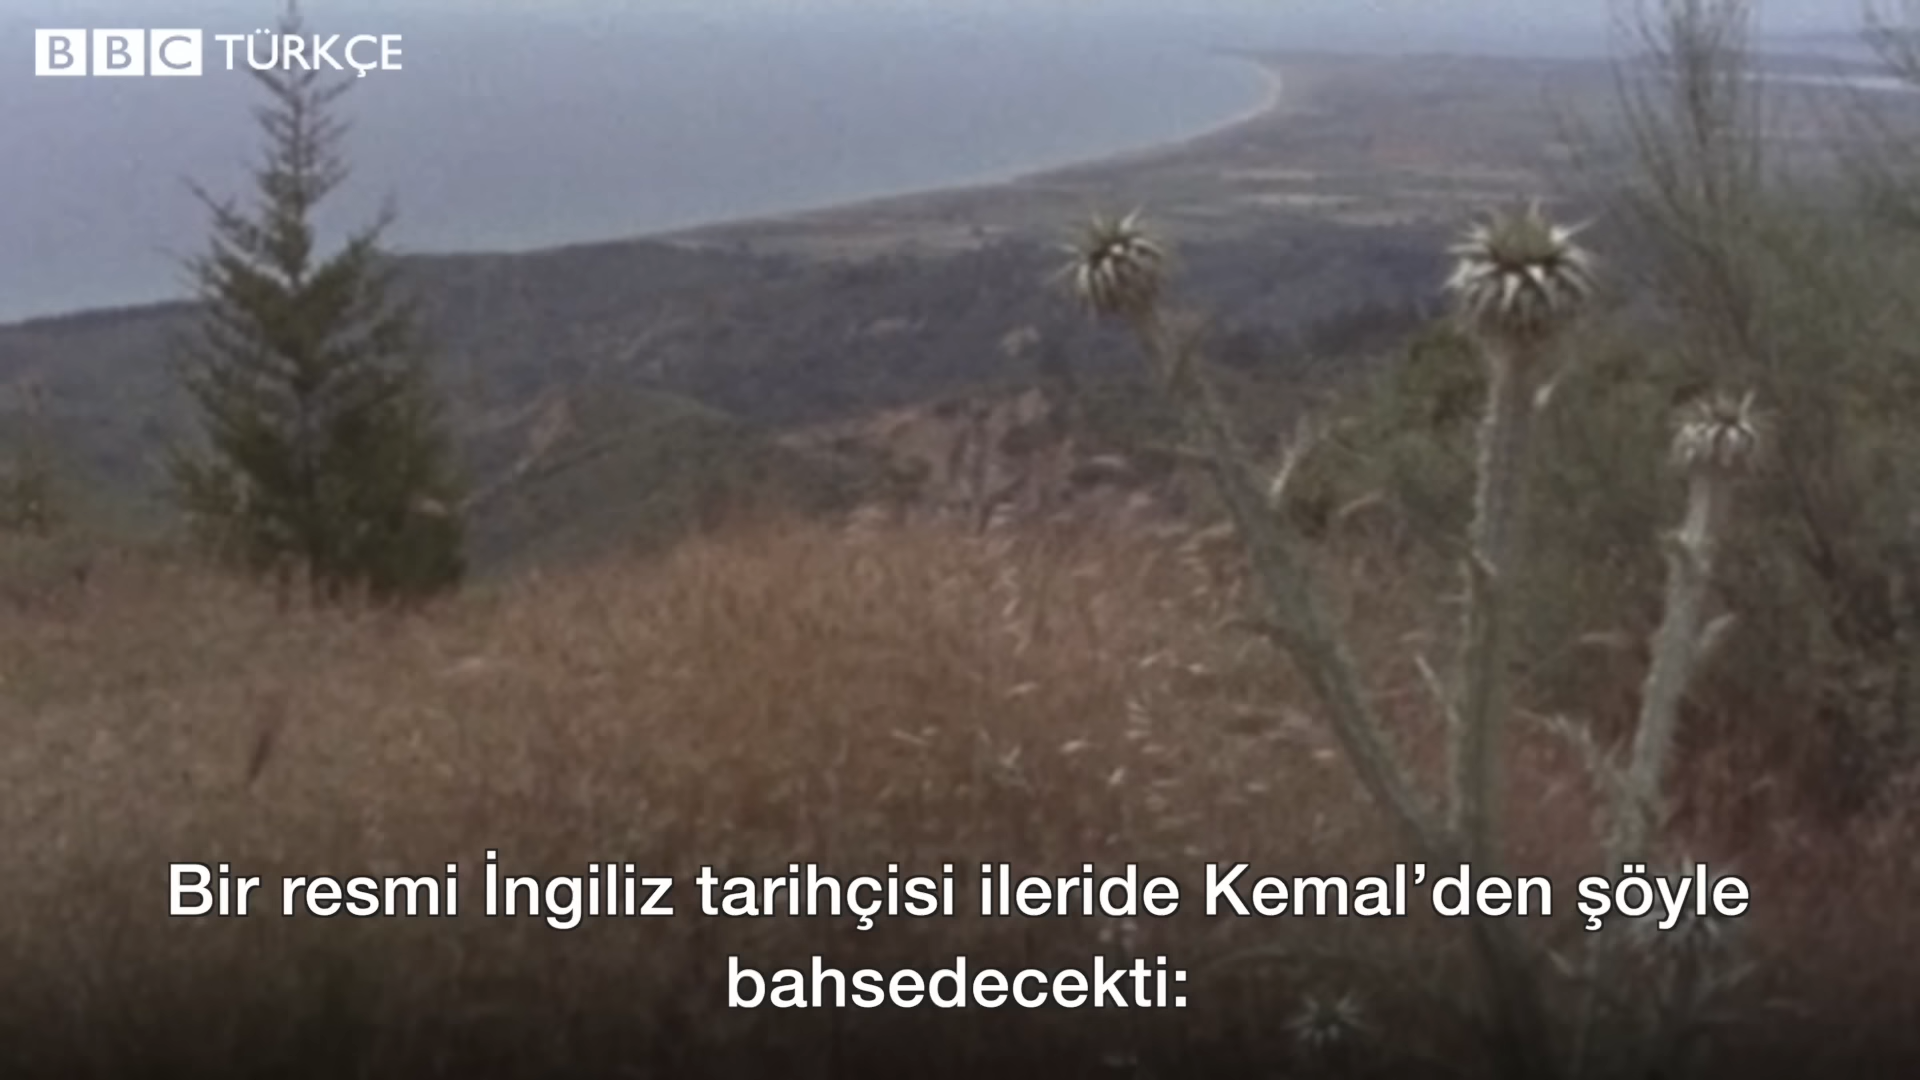 BBC TÜRKÇE
Bir resmi İngiliz tarihçisi ileride Kemal’den şöyle
bahsedecekti: